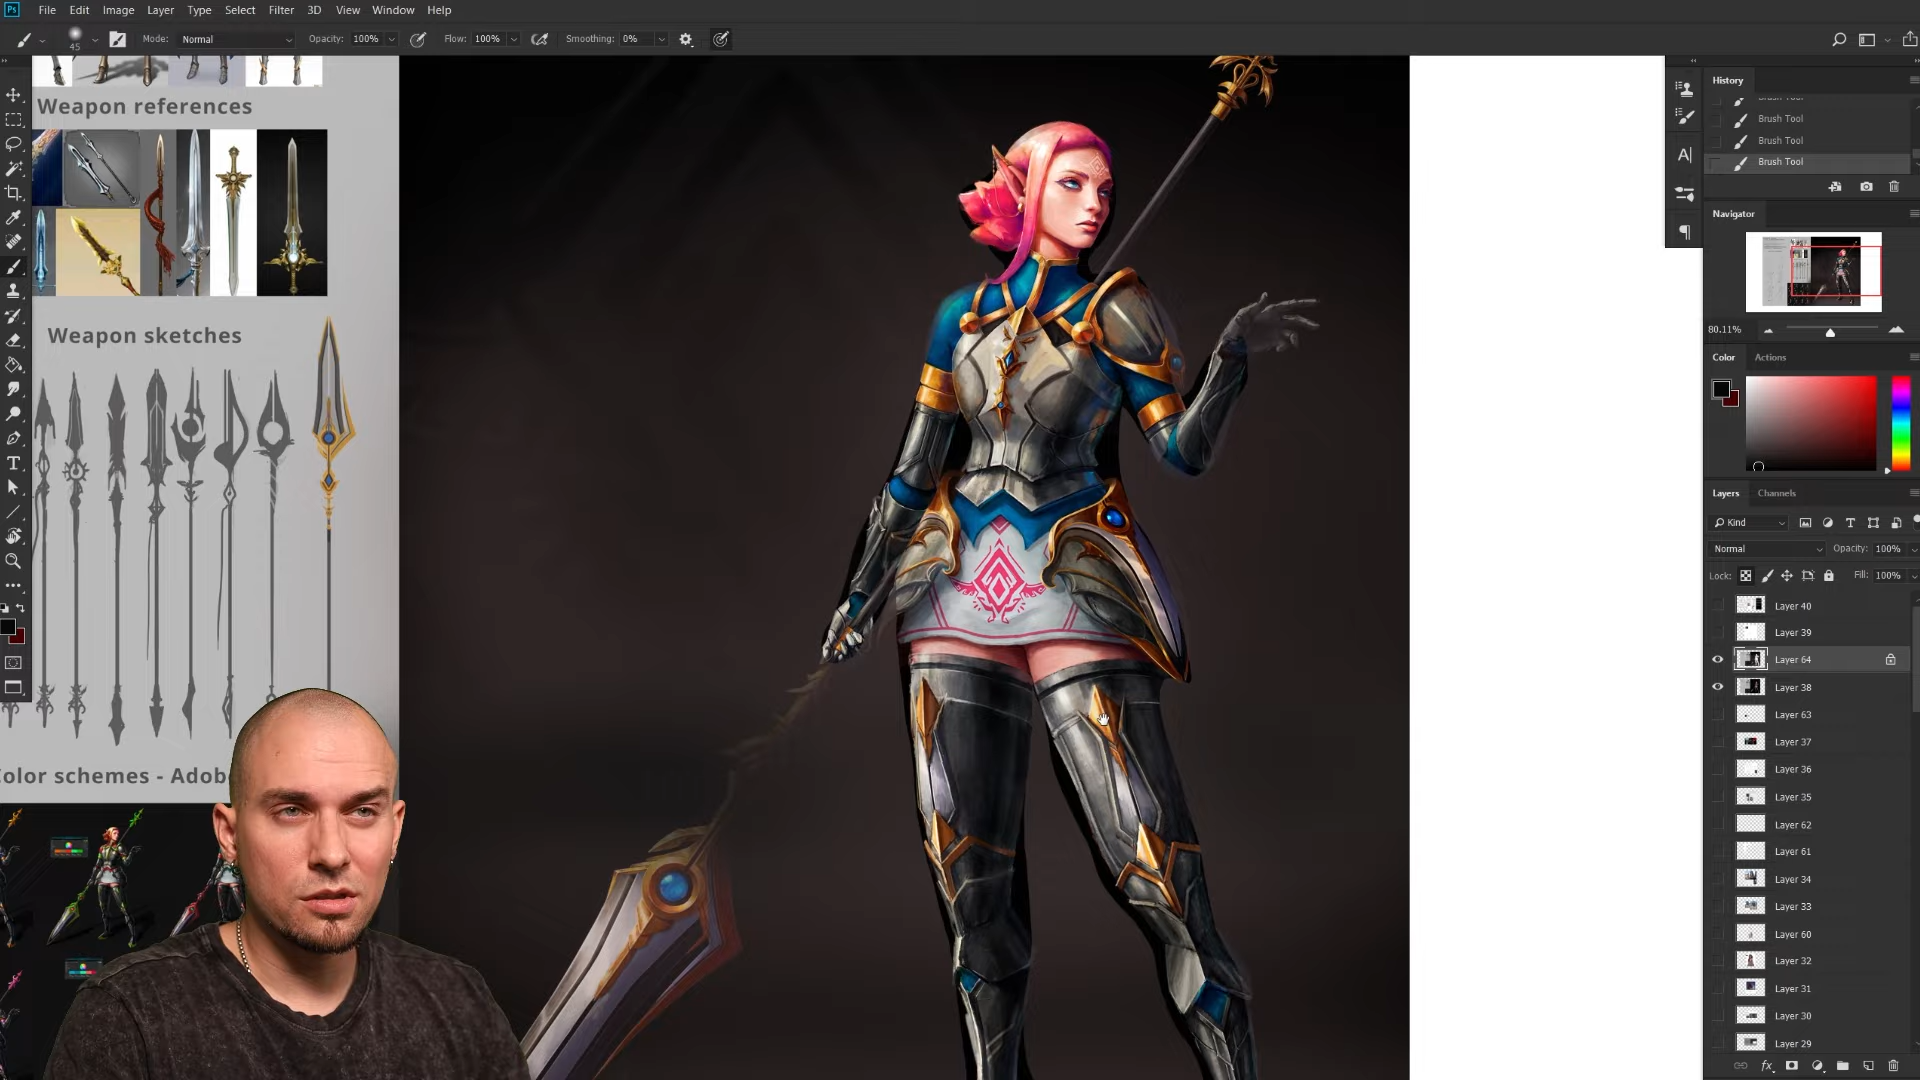 Ps File Edit Image Layer Type Select Filter 3D View Window Help
45 Mode: Normal Opacity: 100% Flow: 100% Smoothing: 0%
Weapon references
Weapon sketches
Color schemes - Adob
History
Brush Tool
Brush Tool
Brush Tool
Brush Tool
Navigator
80.11%
Color Actions
Layers Channels
Kind
Normal Opacity: 100%
Lock: Fill: 100%
Layer 40
Layer 39
Layer 64
Layer 38
Layer 63
Layer 37
Layer 36
Layer 35
Layer 62
Layer 61
Layer 34
Layer 33
Layer 60
Layer 32
Layer 31
Layer 30
Layer 29